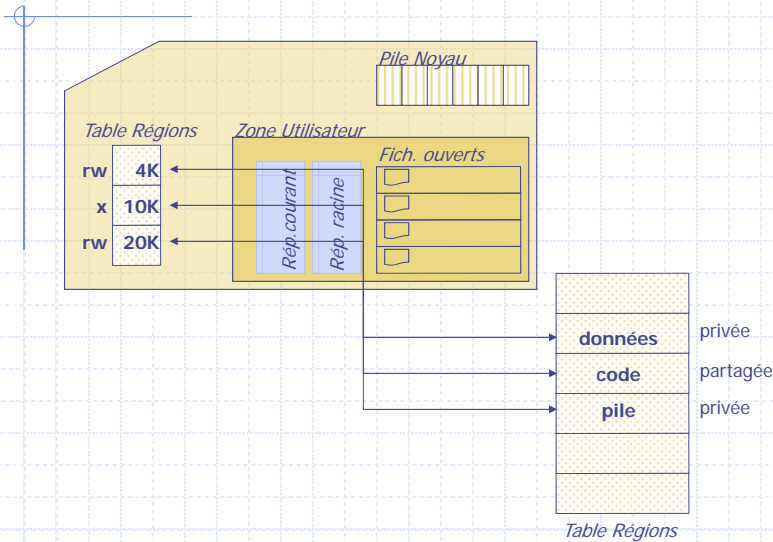 Pile Noyau
Table Régions
Zone Utilisateur
Fich. ouverts
rw 4K
x 10K
rw 20K
Rép.courant
Rép. racine
données privée
code partagée
pile privée
Table Régions